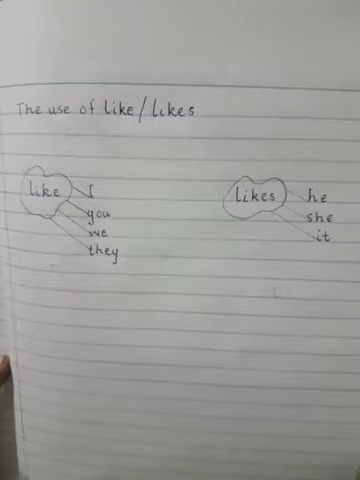 The use of like/likes
like I
you
we
they
likes he
she
it